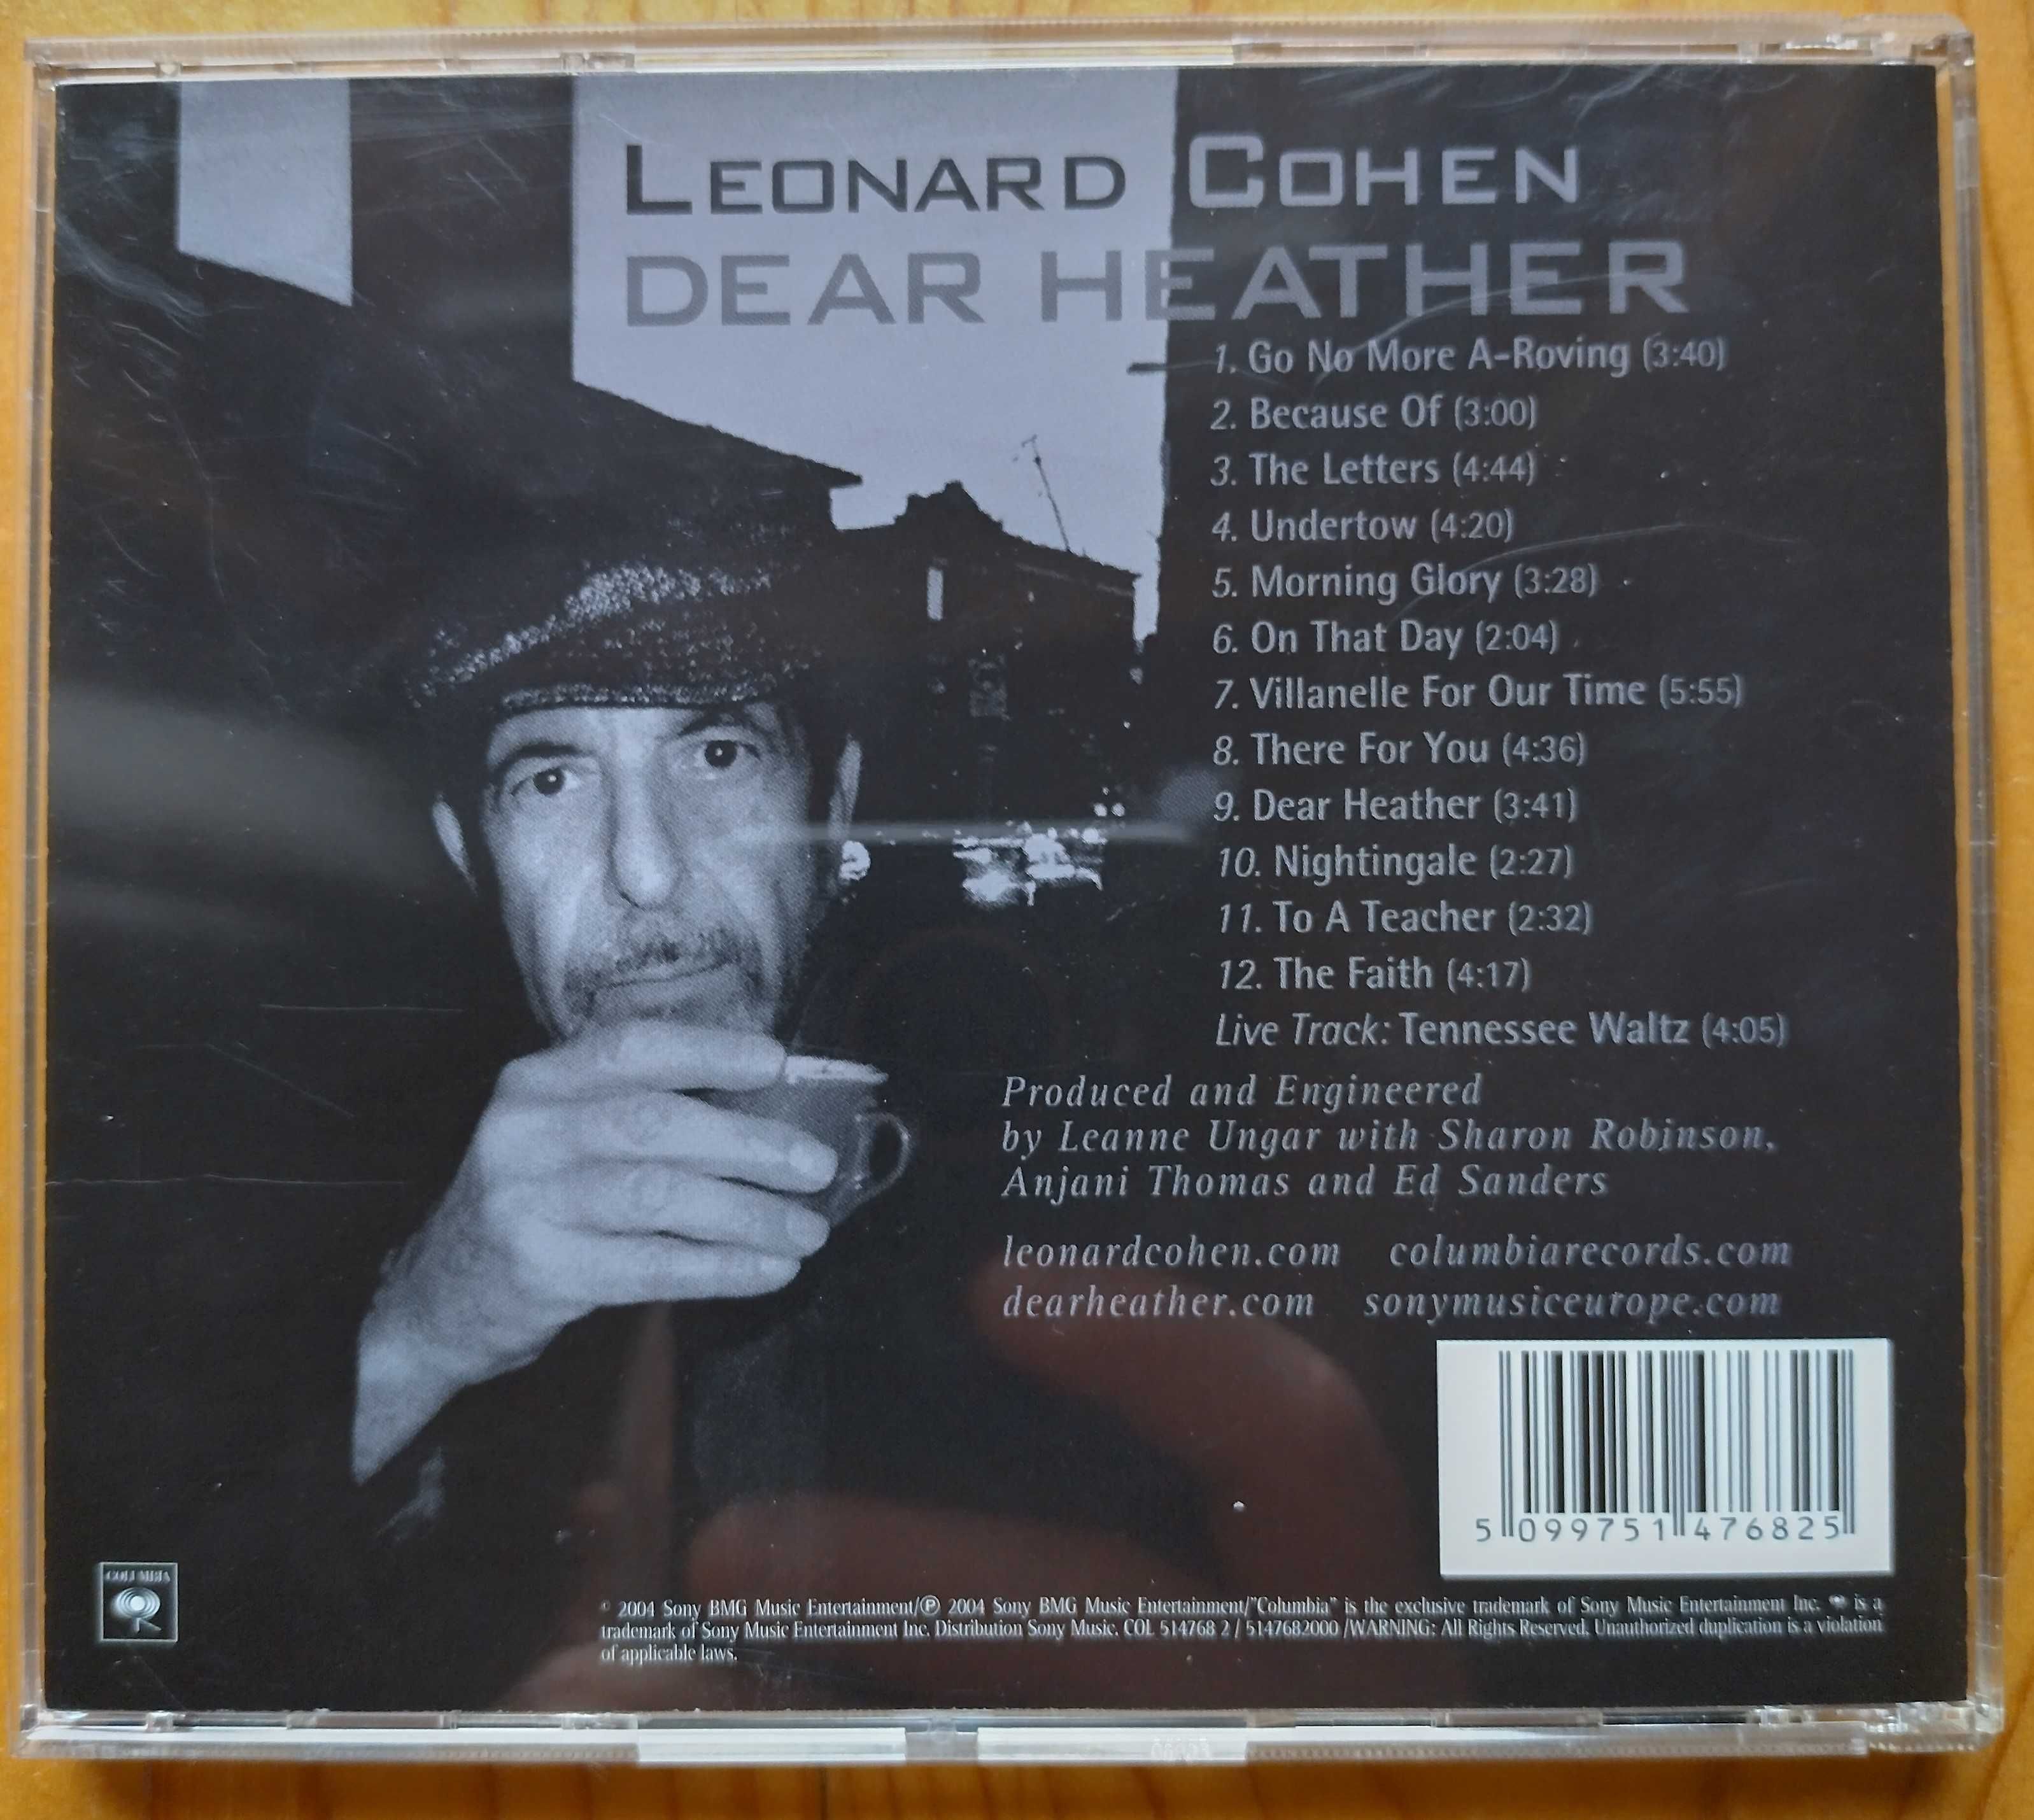 LEONARD COHEN
DEAR HEATHER
1. Go No More A-Roving (3:40)
2. Because Of (3:00)
3. The Letters (4:44)
4. Undertow (4:20)
5. Morning Glory (3:28)
6. On That Day (2:04)
7. Villanelle For Our Time (5:55)
8. There For You (4:36)
9. Dear Heather (3:41)
10. Nightingale (2:27)
11. To A Teacher (2:32)
12. The Faith (4:17)
Live Track: Tennessee Waltz (4:05)
Produced and Engineered
by Leanne Ungar with Sharon Robinson,
Anjani Thomas and Ed Sanders
leonardcohen.com columbiarecords.com
dearheather.com sonymusiceurope.com
5 099751 476825
COLUMBIA
© 2004 Sony BMG Music Entertainment/℗ 2004 Sony BMG Music Entertainment/"Columbia" is the exclusive trademark of Sony Music Entertainment Inc. is a
trademark of Sony Music Entertainment Inc. Distribution Sony Music. COL 514768 2 / 5147682000 /WARNING: All Rights Reserved. Unauthorized duplication is a violation
of applicable laws.